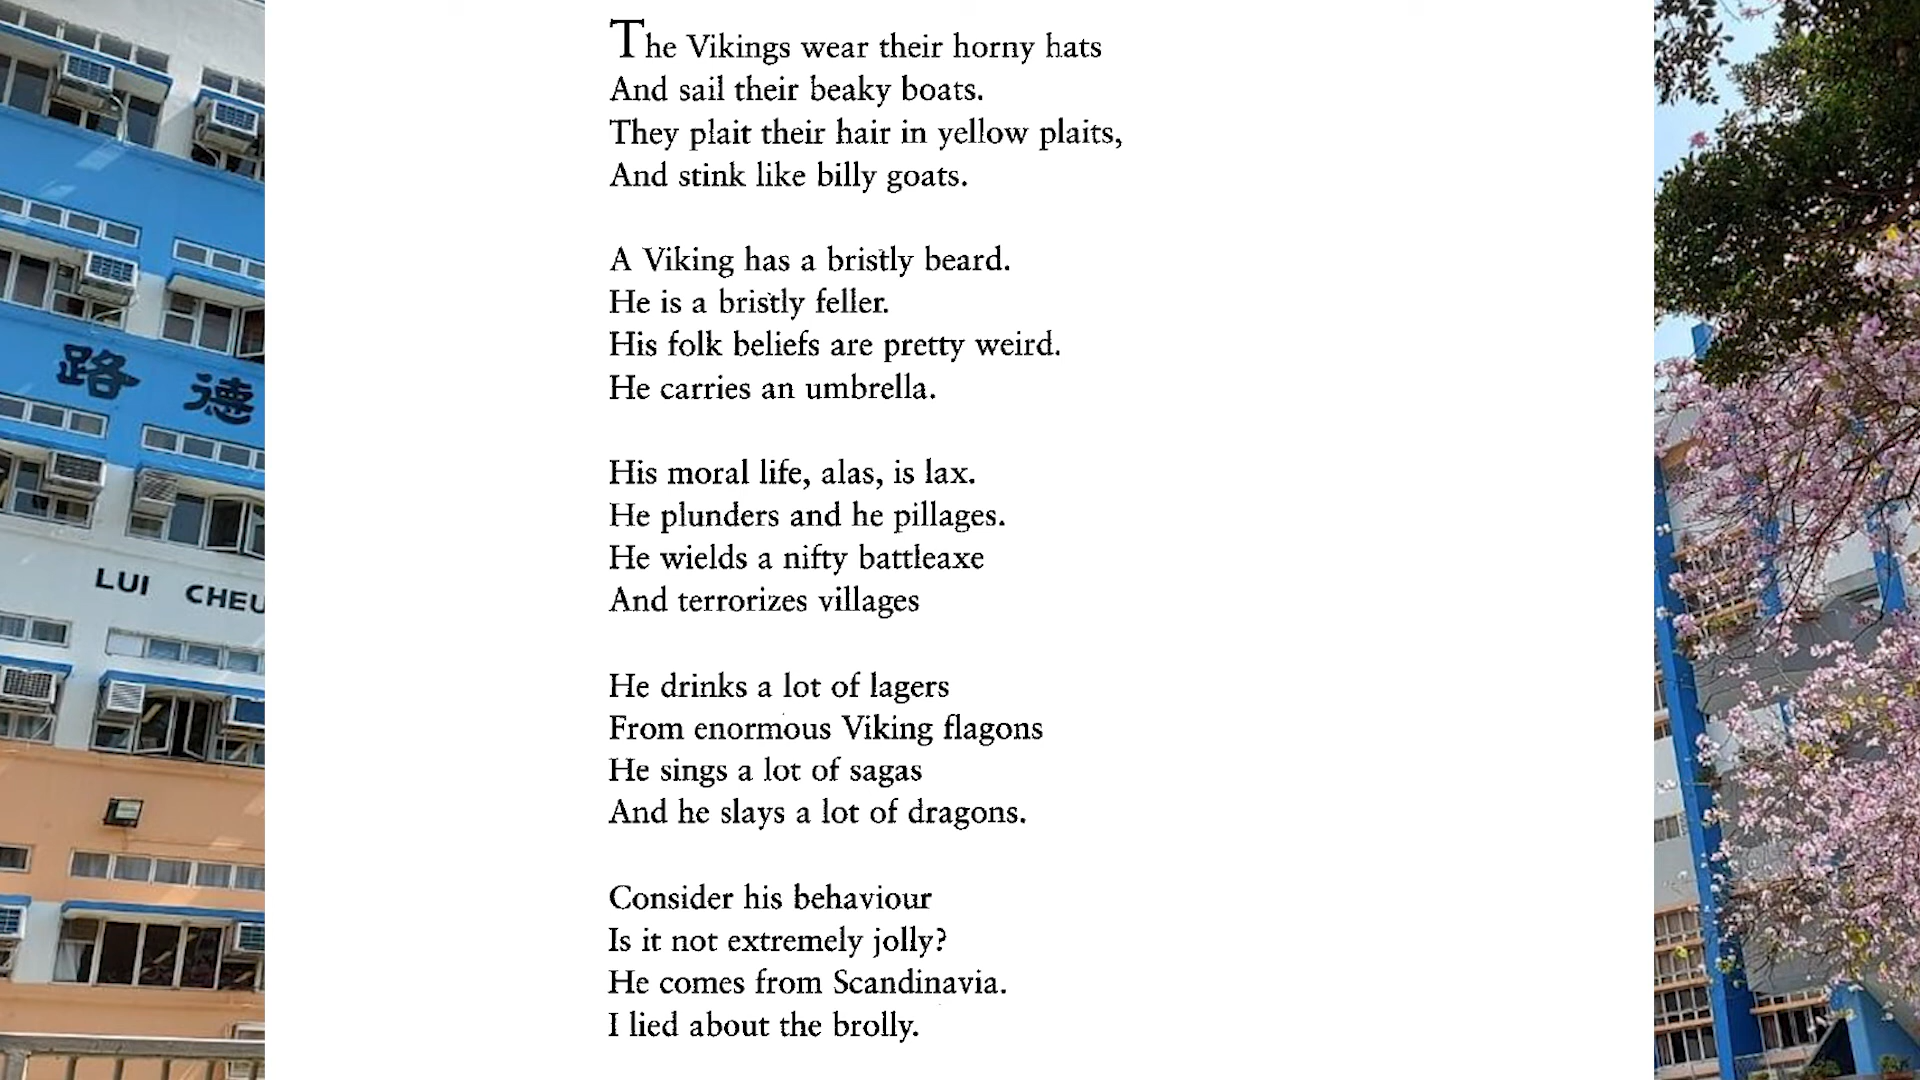 The Vikings wear their horny hats
And sail their beaky boats.
They plait their hair in yellow plaits,
And stink like billy goats.
A Viking has a bristly beard.
He is a bristly feller.
His folk beliefs are pretty weird.
He carries an umbrella.
His moral life, alas, is lax.
He plunders and he pillages.
He wields a nifty battleaxe
And terrorizes villages
He drinks a lot of lagers
From enormous Viking flagons
He sings a lot of sagas
And he slays a lot of dragons.
Consider his behaviour
Is it not extremely jolly?
He comes from Scandinavia.
I lied about the brolly.
路德
LUI CHEU